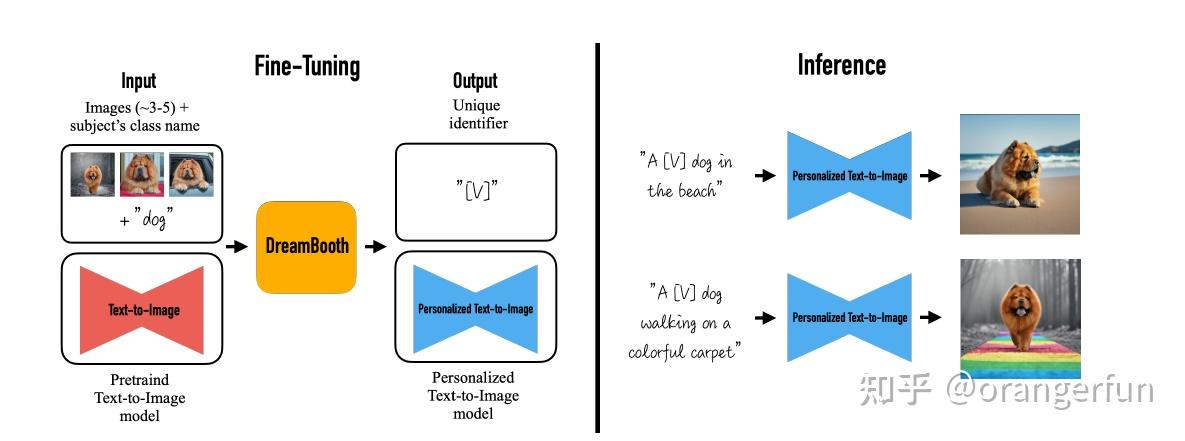 Fine-Tuning
Input
Images (~3-5) +
subject's class name
+ "dog"
Text-to-Image
Pretraind
Text-to-Image
model
DreamBooth
Output
Unique
identifier
"[V]"
Personalized Text-to-Image
Personalized
Text-to-Image
model
Inference
"A [V] dog in
the beach"
Personalized Text-to-Image
"A [V] dog
walking on a
colorful carpet"
Personalized Text-to-Image
知乎 @orangerfun